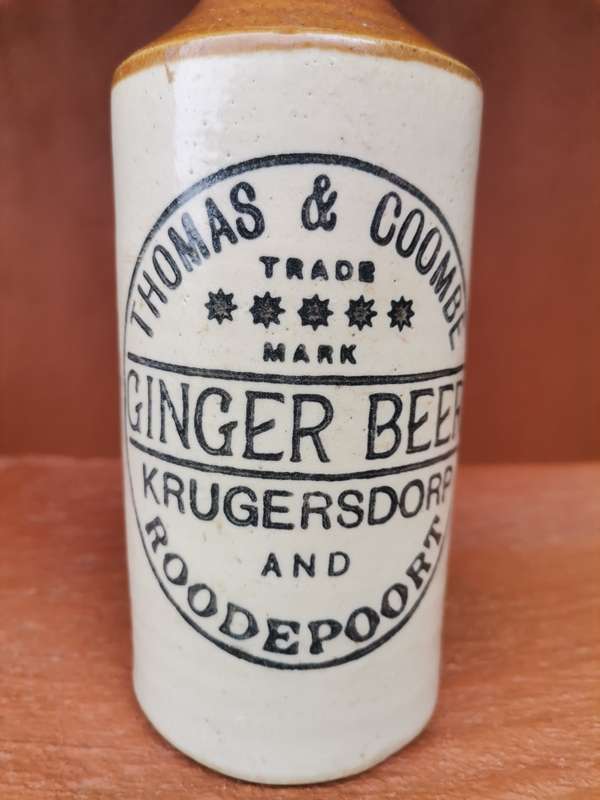 THOMAS & COOMBE
TRADE
MARK
GINGER BEER
KRUGERSDORP
AND
ROODEPOORT